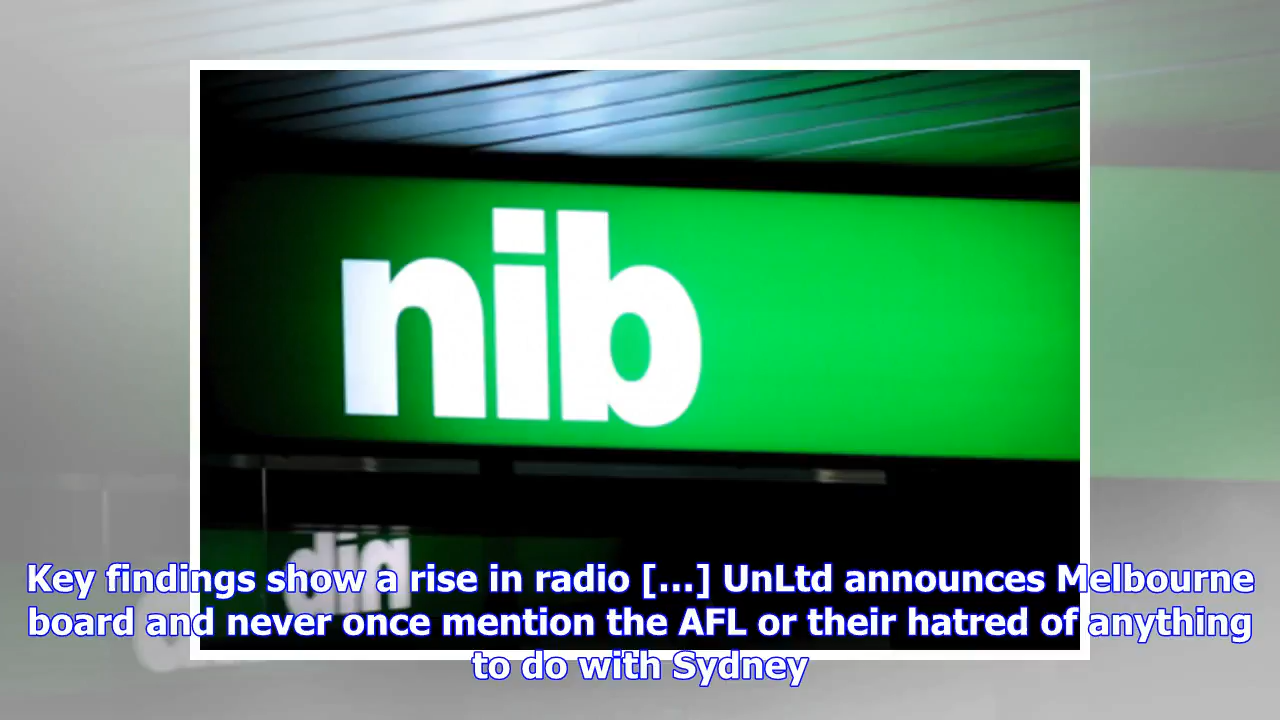 nib
nib
Key findings show a rise in radio [...] UnLtd announces Melbourne
board and never once mention the AFL or their hatred of anything
to do with Sydney